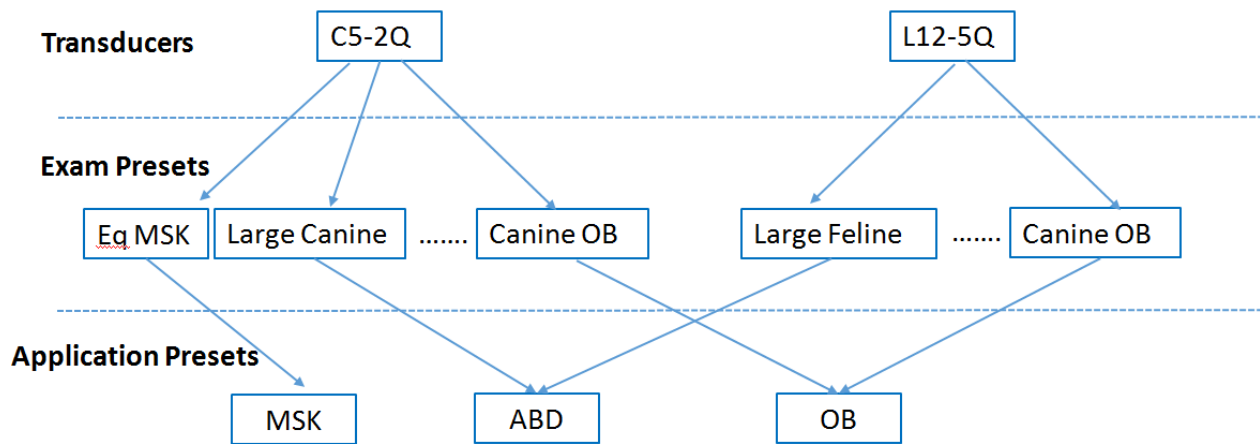 Transducers
C5-2Q
L12-5Q
Exam Presets
Eq MSK
Large Canine
.......
Canine OB
Large Feline
.......
Canine OB
Application Presets
MSK
ABD
OB